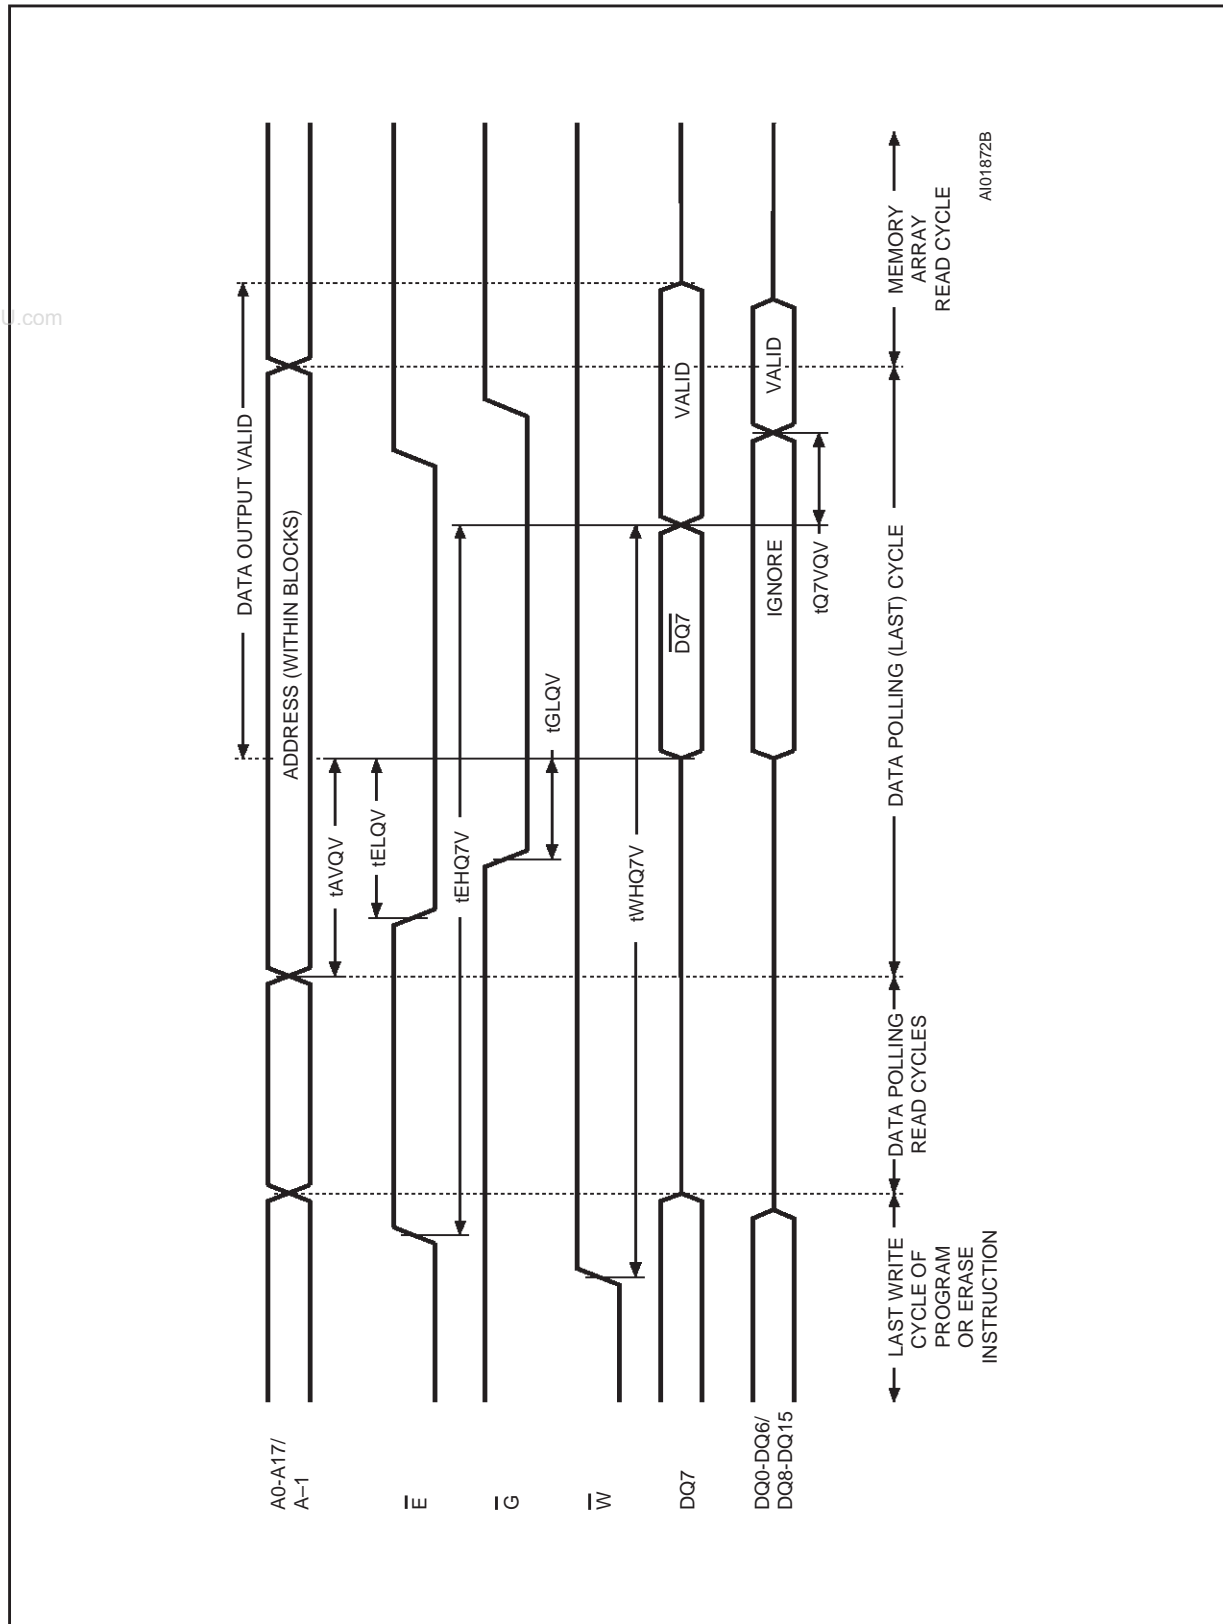 A0-A17/
A–1
E
G
W
DQ7
DQ0-DQ6/
DQ8-DQ15
DATA OUTPUT VALID
ADDRESS (WITHIN BLOCKS)
tAVQV
tELQV
tEHQ7V
tGLQV
tWHQ7V
DQ7
VALID
IGNORE
VALID
tQ7VQV
LAST WRITE
CYCLE OF
PROGRAM
OR ERASE
INSTRUCTION
DATA POLLING
READ CYCLES
DATA POLLING (LAST) CYCLE
MEMORY
ARRAY
READ CYCLE
AI01872B
U.com